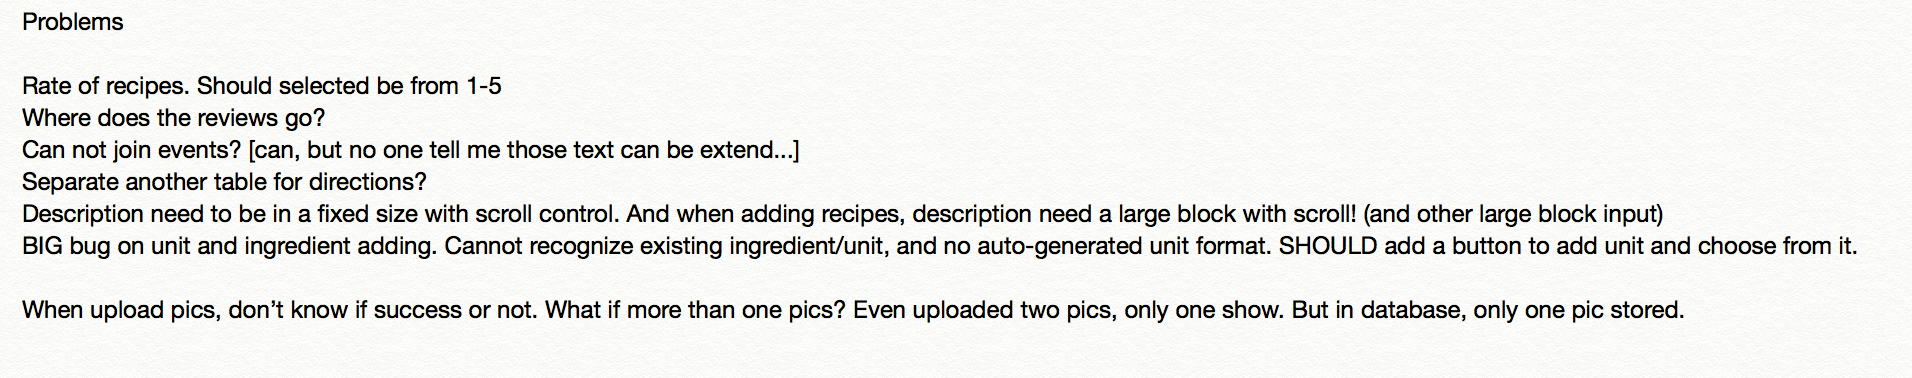 Problems
Rate of recipes. Should selected be from 1-5
Where does the reviews go?
Can not join events? [can, but no one tell me those text can be extend...]
Separate another table for directions?
Description need to be in a fixed size with scroll control. And when adding recipes, description need a large block with scroll! (and other large block input)
BIG bug on unit and ingredient adding. Cannot recognize existing ingredient/unit, and no auto-generated unit format. SHOULD add a button to add unit and choose from it.
When upload pics, don’t know if success or not. What if more than one pics? Even uploaded two pics, only one show. But in database, only one pic stored.